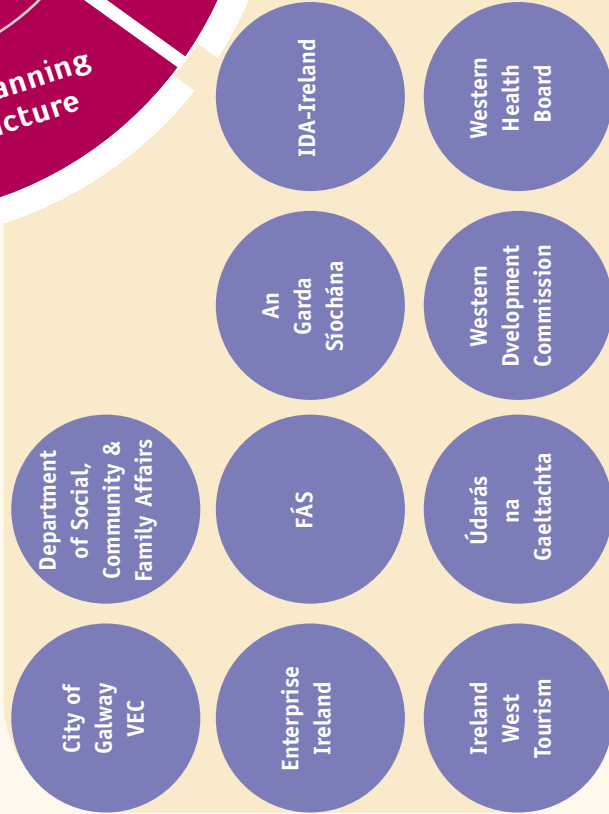 anning
cture
City of
Galway
VEC
Department
of Social,
Community &
Family Affairs
Enterprise
Ireland
FÁS
An
Garda
Síochána
IDA-Ireland
Ireland
West
Tourism
Údarás
na
Gaeltachta
Western
Dvelopment
Commission
Western
Health
Board